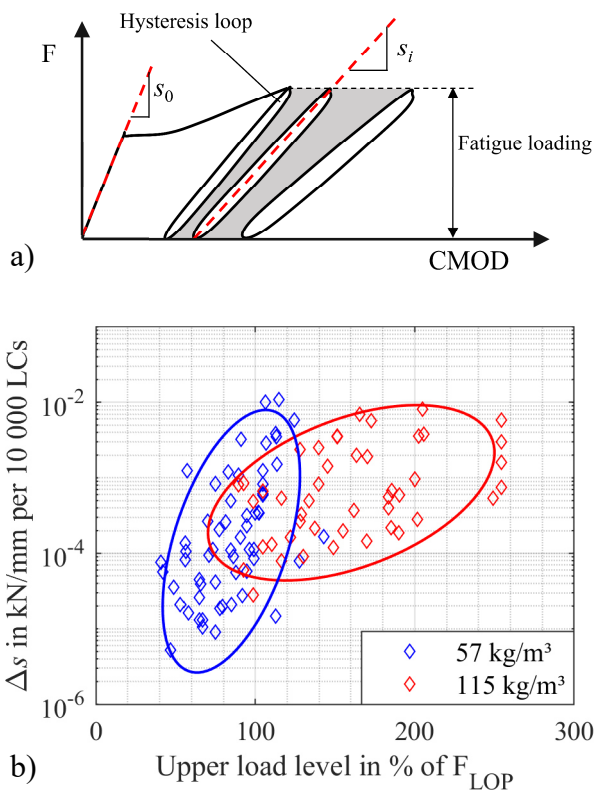 Hysteresis loop
F
s₀
sᵢ
Fatigue loading
a)
CMOD
Δs in kN/mm per 10 000 LCs
10⁻²
10⁻⁴
10⁻⁶
57 kg/m³
115 kg/m³
0
100
200
300
b)
Upper load level in % of F_LOP